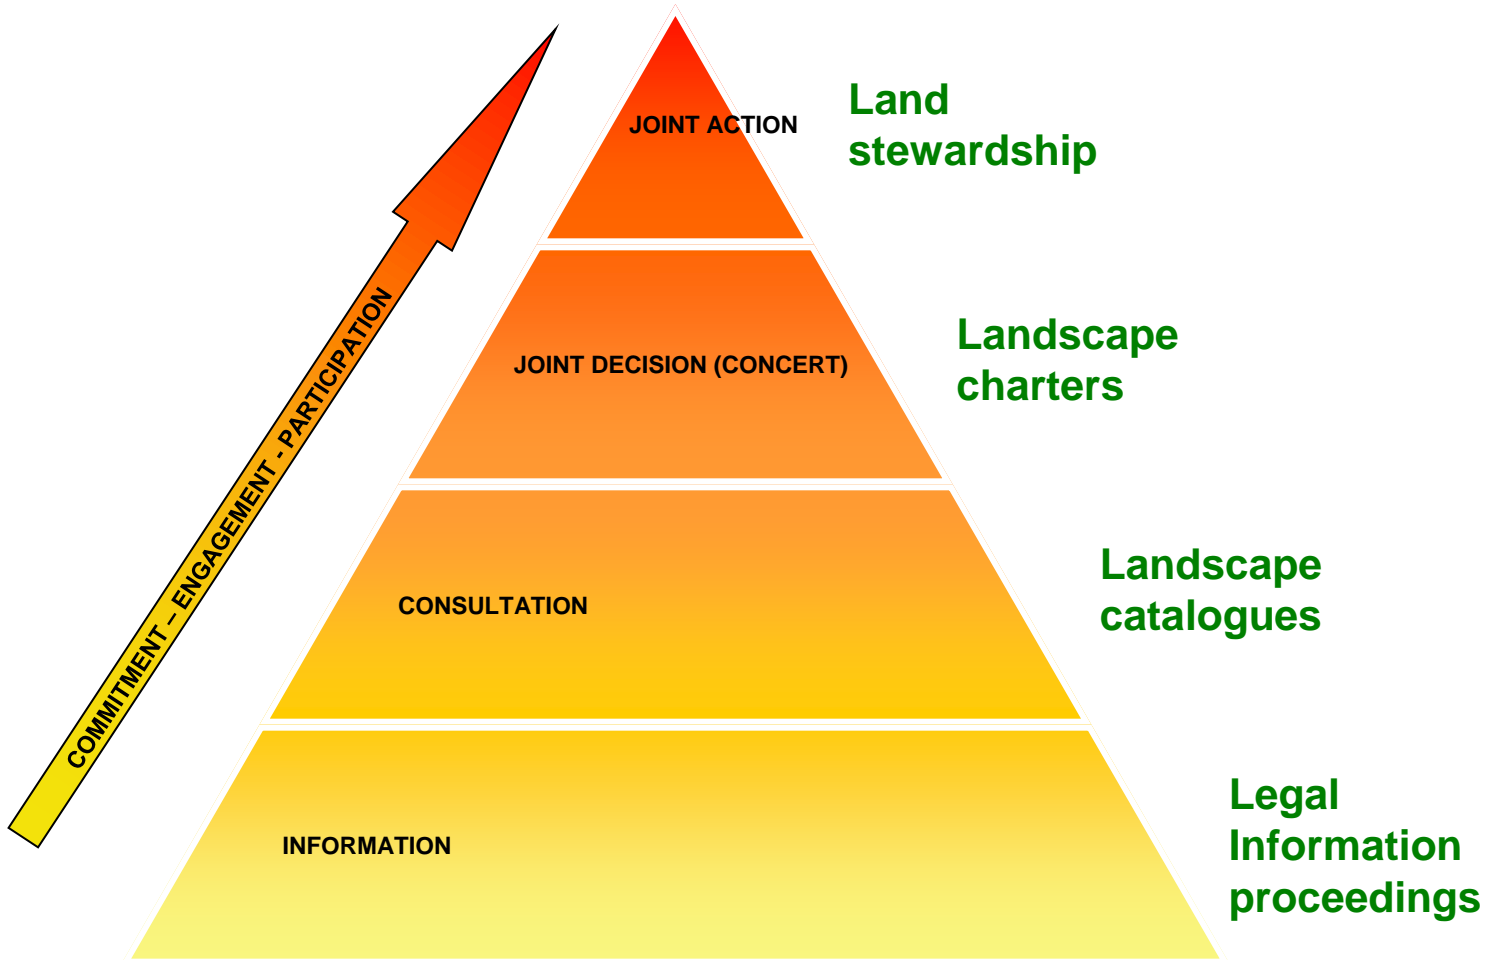 JOINT ACTION
Land
stewardship
JOINT DECISION (CONCERT)
Landscape
charters
COMMITMENT – ENGAGEMENT - PARTICIPATION
CONSULTATION
Landscape
catalogues
INFORMATION
Legal
Information
proceedings